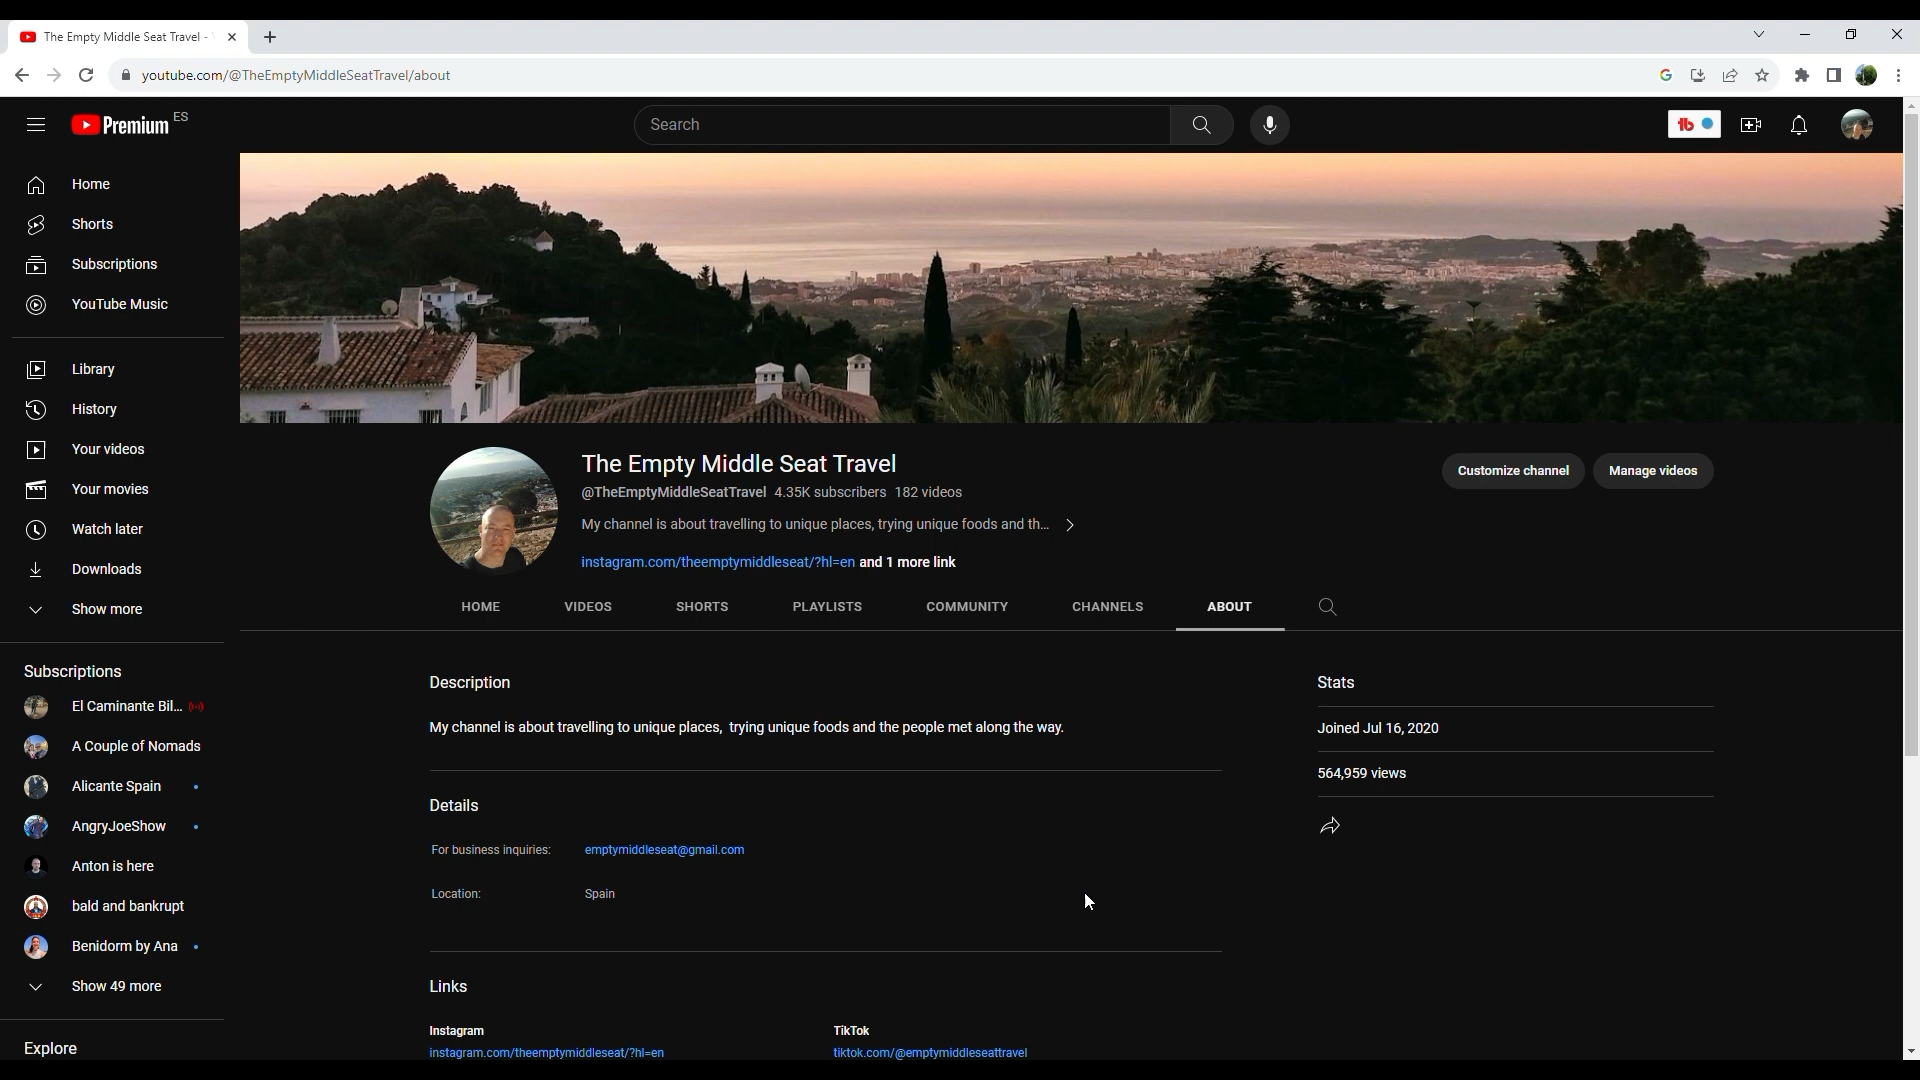 The Empty Middle Seat Travel -
youtube.com/@TheEmptyMiddleSeatTravel/about
Premium ES
Search
Home
Shorts
Subscriptions
YouTube Music
Library
History
Your videos
Your movies
Watch later
Downloads
Show more
Subscriptions
El Caminante Bil...
A Couple of Nomads
Alicante Spain
AngryJoeShow
Anton is here
bald and bankrupt
Benidorm by Ana
Show 49 more
Explore
The Empty Middle Seat Travel
@TheEmptyMiddleSeatTravel 4.35K subscribers 182 videos
My channel is about travelling to unique places, trying unique foods and th...
instagram.com/theemptymiddleseat/?hl=en and 1 more link
Customize channel
Manage videos
HOME VIDEOS SHORTS PLAYLISTS COMMUNITY CHANNELS ABOUT
Description
My channel is about travelling to unique places, trying unique foods and the people met along the way.
Details
For business inquiries: emptymiddleseat@gmail.com
Location: Spain
Links
Instagram
instagram.com/theemptymiddleseat/?hl=en
TikTok
tiktok.com/@emptymiddleseattravel
Stats
Joined Jul 16, 2020
564,959 views